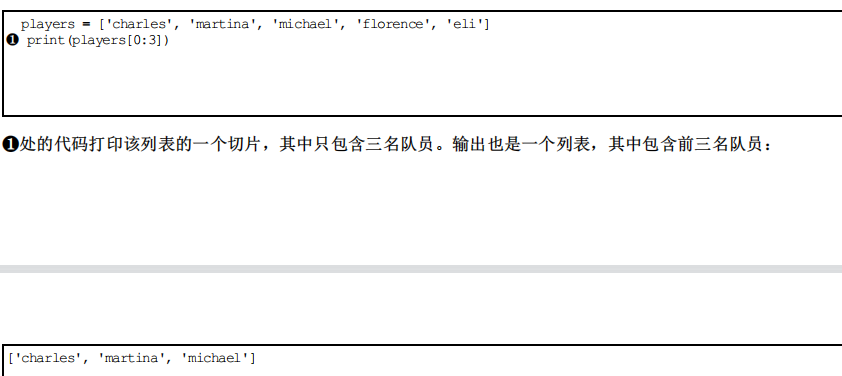 players = ['charles', 'martina', 'michael', 'florence', 'eli']
❶ print(players[0:3])
❶处的代码打印该列表的一个切片，其中只包含三名队员。输出也是一个列表，其中包含前三名队员：
['charles', 'martina', 'michael']